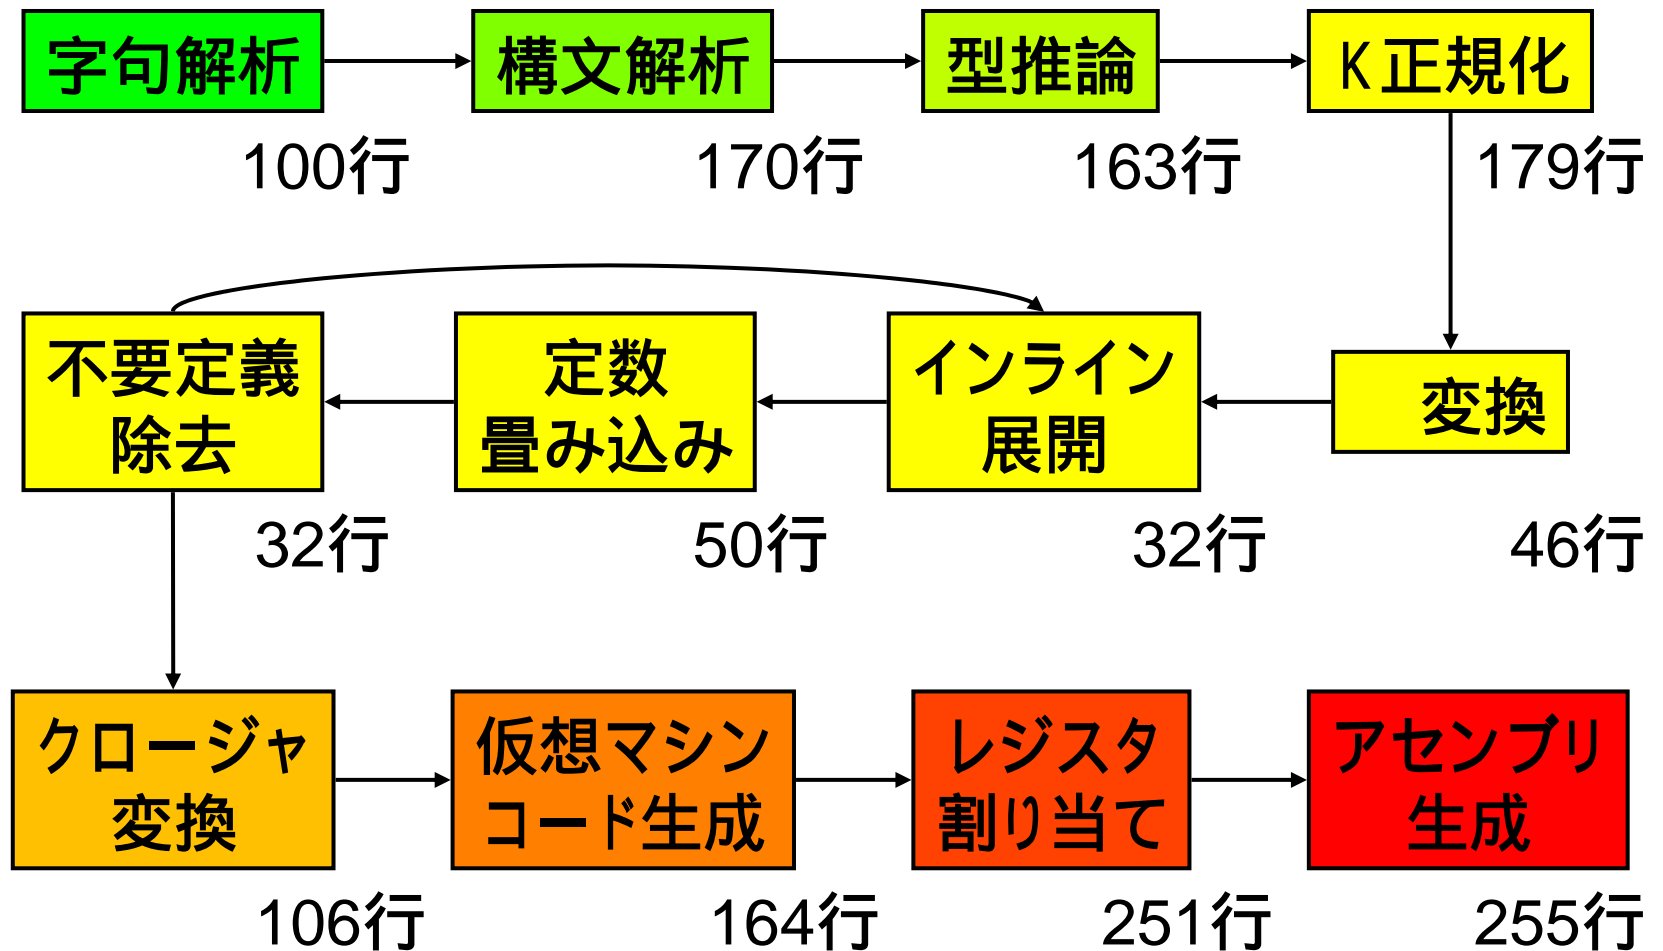 字句解析
構文解析
型推論
K正規化
100行
170行
163行
179行
不要定義
除去
定数
畳み込み
インライン
展開
変換
32行
50行
32行
46行
クロージャ
変換
仮想マシン
コード生成
レジスタ
割り当て
アセンブリ
生成
106行
164行
251行
255行